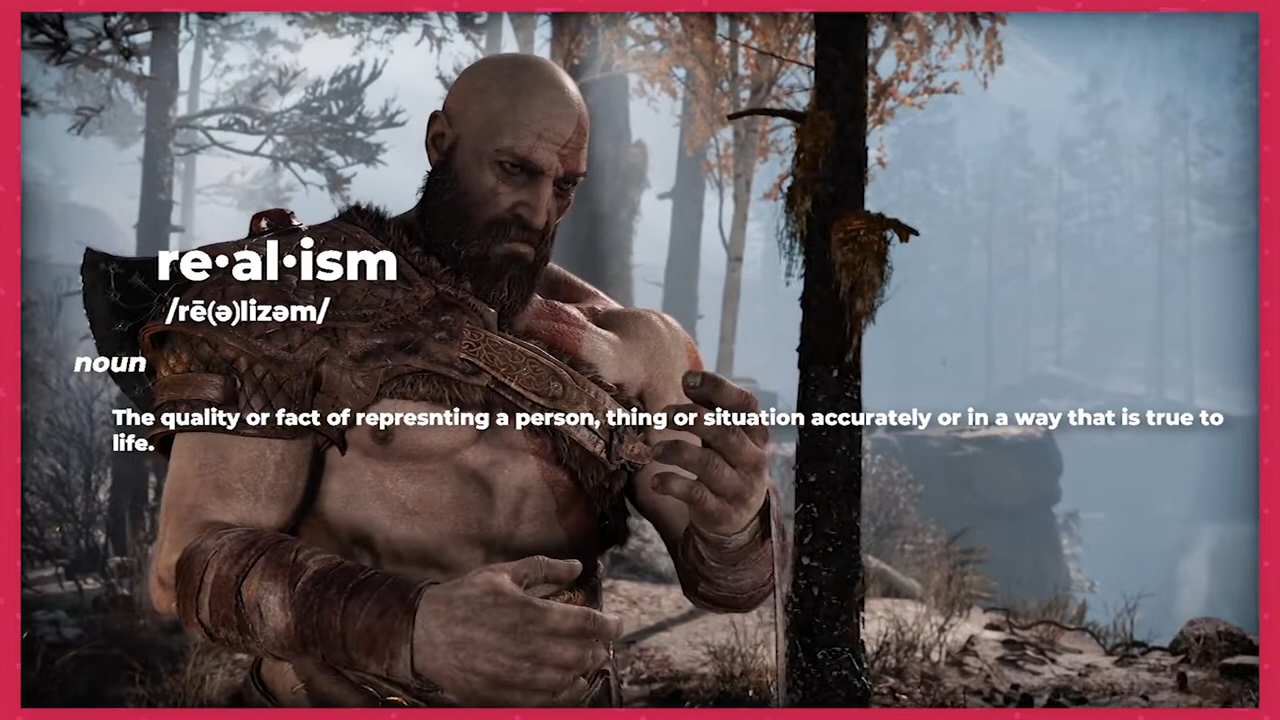 re•al•ism
/rē(ə)lizəm/
noun
The quality or fact of represnting a person, thing or situation accurately or in a way that is true to
life.